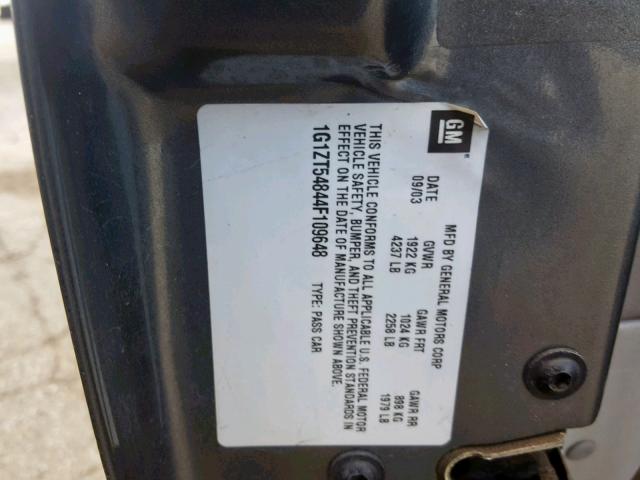 GM
MFD BY GENERAL MOTORS CORP
DATE GVWR GAWR FRT GAWR RR
09/03 1922 KG 1024 KG 898 KG
4237 LB 2258 LB 1979 LB
THIS VEHICLE CONFORMS TO ALL APPLICABLE U.S. FEDERAL MOTOR
VEHICLE SAFETY, BUMPER, AND THEFT PREVENTION STANDARDS IN
EFFECT ON THE DATE OF MANUFACTURE SHOWN ABOVE.
1G1ZT54844F109648 TYPE: PASS CAR